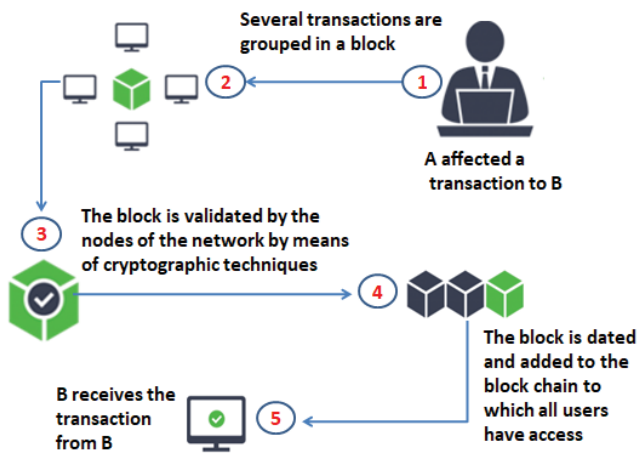 Several transactions are
grouped in a block
2
1
A affected a
transaction to B
3
The block is validated by the
nodes of the network by means
of cryptographic techniques
4
The block is dated
and added to the
block chain to
which all users
have access
B receives the
transaction
from B
5